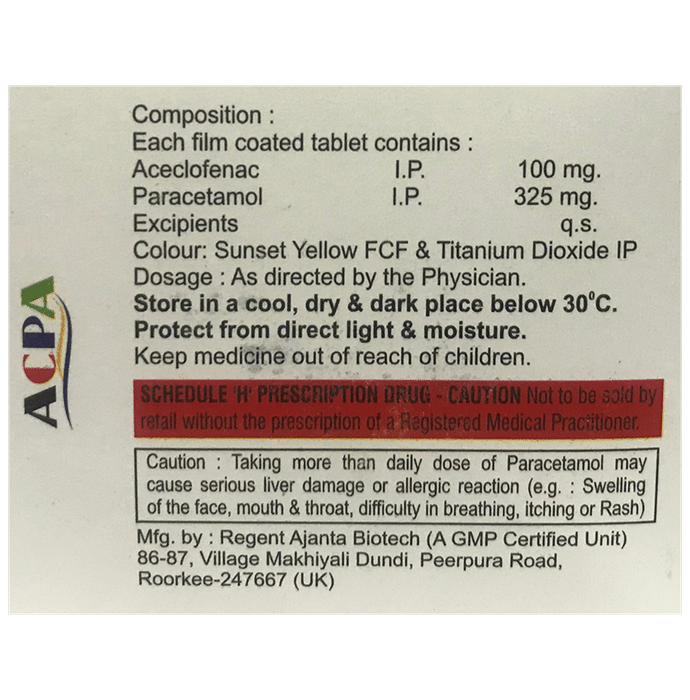 ACPA
Composition :
Each film coated tablet contains :
Aceclofenac I.P. 100 mg.
Paracetamol I.P. 325 mg.
Excipients q.s.
Colour: Sunset Yellow FCF & Titanium Dioxide IP
Dosage : As directed by the Physician.
Store in a cool, dry & dark place below 30⁰C.
Protect from direct light & moisture.
Keep medicine out of reach of children.
SCHEDULE 'H' PRESCRIPTION DRUG - CAUTION Not to be sold by
retail without the prescription of a Registered Medical Practitioner.
Caution : Taking more than daily dose of Paracetamol may
cause serious liver damage or allergic reaction (e.g. : Swelling
of the face, mouth & throat, difficulty in breathing, itching or Rash)
Mfg. by : Regent Ajanta Biotech (A GMP Certified Unit)
86-87, Village Makhiyali Dundi, Peerpura Road,
Roorkee-247667 (UK)